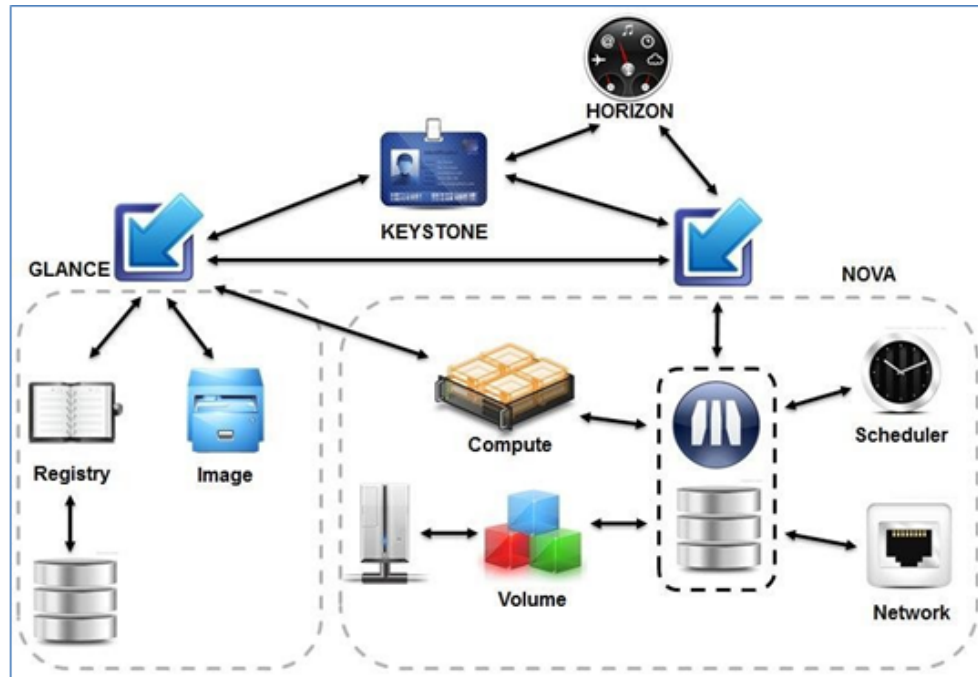 HORIZON
KEYSTONE
GLANCE
NOVA
Compute
Scheduler
Registry
Image
Volume
Network